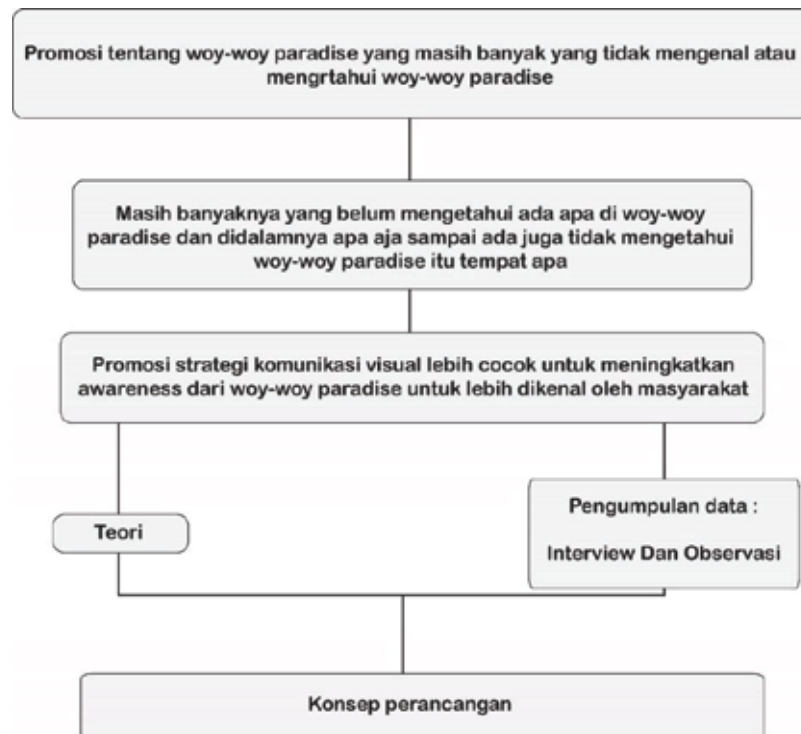 Promosi tentang woy-woy paradise yang masih banyak yang tidak mengenal atau
mengrtahui woy-woy paradise
Masih banyaknya yang belum mengetahui ada apa di woy-woy
paradise dan didalamnya apa aja sampai ada juga tidak mengetahui
woy-woy paradise itu tempat apa
Promosi strategi komunikasi visual lebih cocok untuk meningkatkan
awareness dari woy-woy paradise untuk lebih dikenal oleh masyarakat
Teori
Pengumpulan data :
Interview Dan Observasi
Konsep perancangan